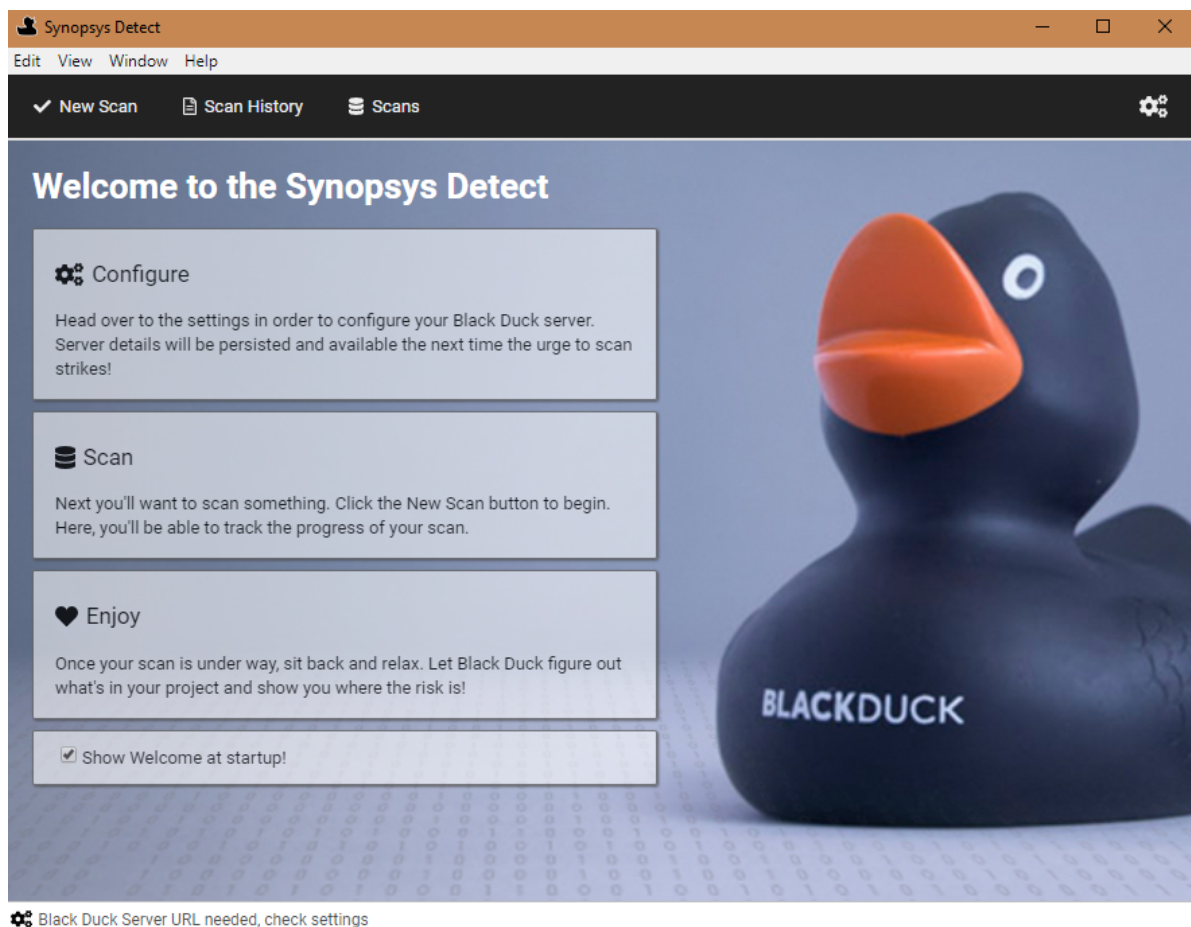 Synopsys Detect
Edit View Window Help
New Scan Scan History Scans
Welcome to the Synopsys Detect
Configure
Head over to the settings in order to configure your Black Duck server.
Server details will be persisted and available the next time the urge to scan
strikes!
Scan
Next you'll want to scan something. Click the New Scan button to begin.
Here, you'll be able to track the progress of your scan.
Enjoy
Once your scan is under way, sit back and relax. Let Black Duck figure out
what's in your project and show you where the risk is!
BLACKDUCK
Show Welcome at startup!
Black Duck Server URL needed, check settings